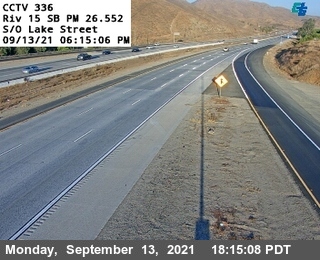 CCTV 336
Riv 15 SB PM 26.552
S/O Lake Street
09/13/21 06:15:06 PM
Monday, September 13, 2021 18:15:08 PDT